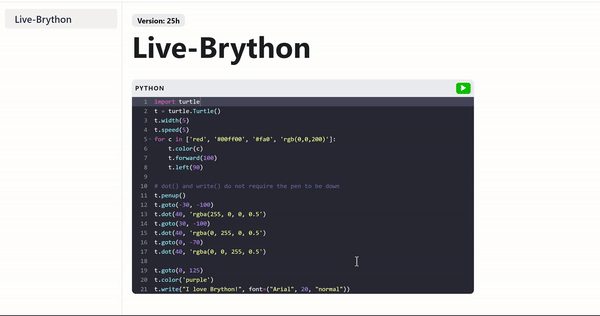 Live-Brython
Version: 25h
Live-Brython
PYTHON
1 import turtle
2 t = turtle.Turtle()
3 t.width(5)
4 t.speed(5)
5 for c in ['red', '#00ff00', '#fa0', 'rgb(0,0,200)']:
6     t.color(c)
7     t.forward(100)
8     t.left(90)
9
10 # dot() and write() do not require the pen to be down
11 t.penup()
12 t.goto(-30, -100)
13 t.dot(40, 'rgba(255, 0, 0, 0.5')
14 t.goto(30, -100)
15 t.dot(40, 'rgba(0, 255, 0, 0.5')
16 t.goto(0, -70)
17 t.dot(40, 'rgba(0, 0, 255, 0.5')
18
19 t.goto(0, 125)
20 t.color('purple')
21 t.write("I love Brython!", font=("Arial", 20, "normal"))